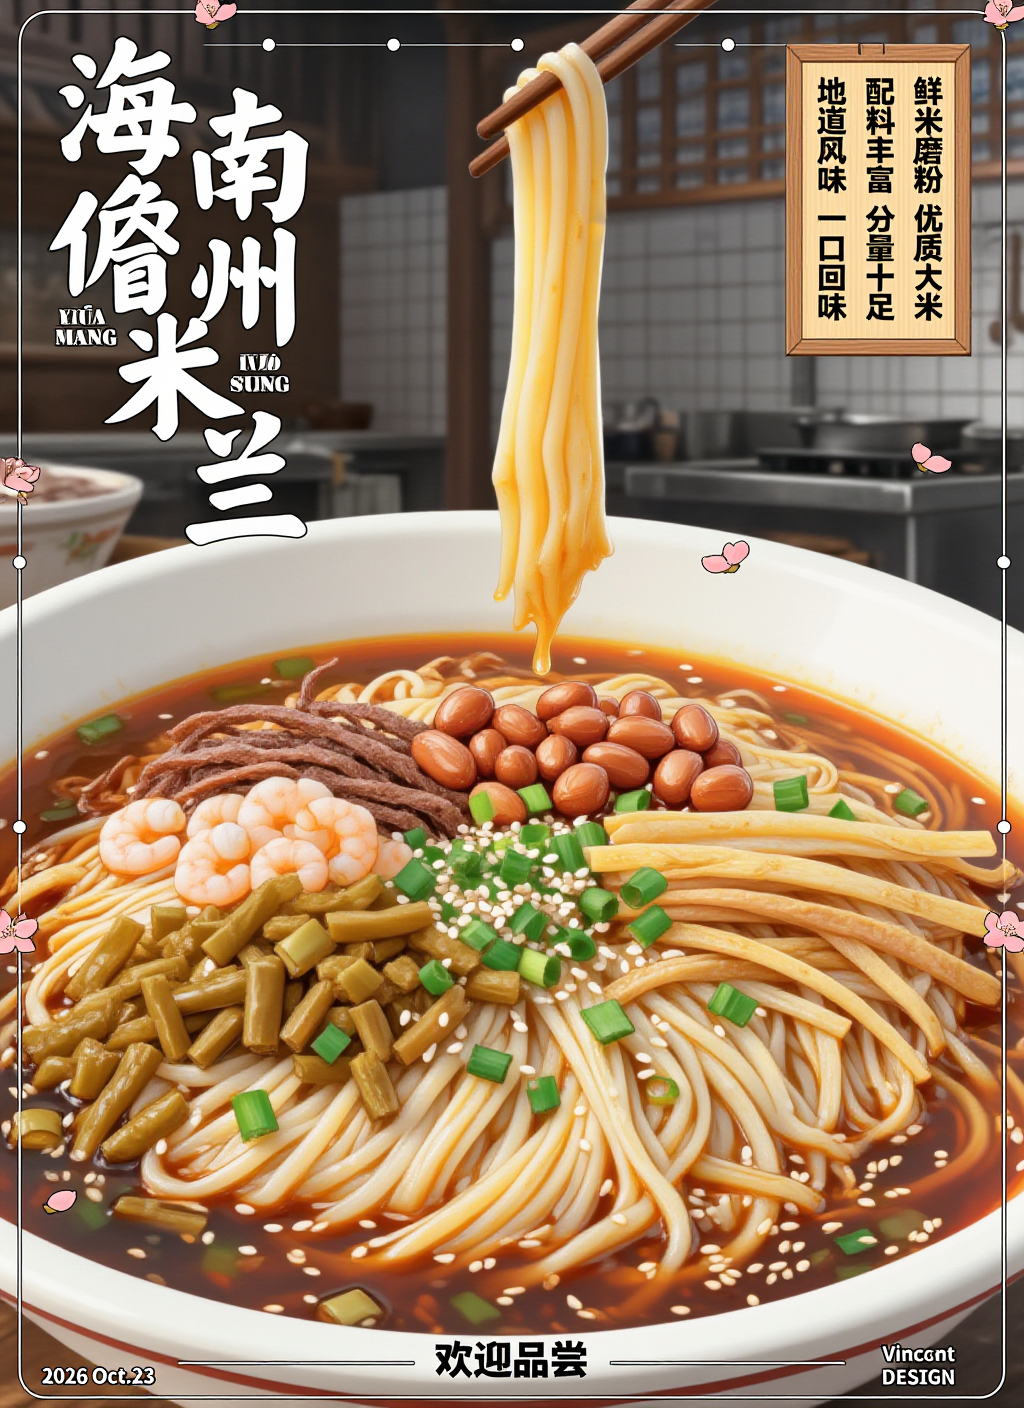 海南
儋州
米兰
MANG
SUNG
鲜米磨粉 优质大米
配料丰富 分量十足
地道风味 一口回味
欢迎品尝
2026 Oct.23
Vincent
DESIGN